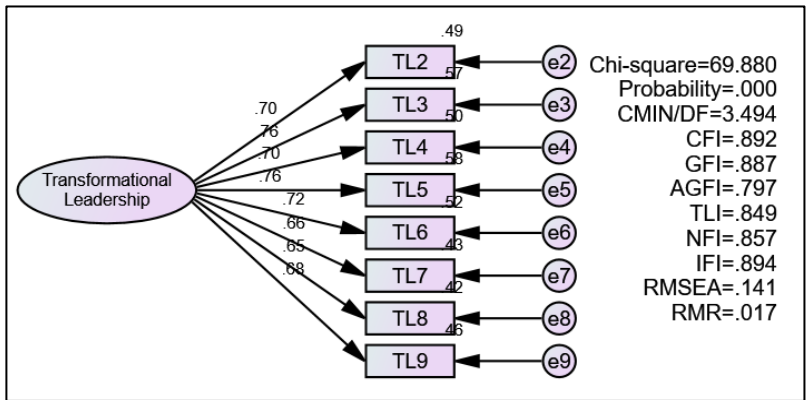 .49
TL2
e2
.57
TL3
e3
.50
TL4
e4
.58
TL5
e5
.52
TL6
e6
.43
TL7
e7
.42
TL8
e8
.46
TL9
e9
.70
.76
.70
.76
.72
.66
.65
.68
Transformational
Leadership
Chi-square=69.880
Probability=.000
CMIN/DF=3.494
CFI=.892
GFI=.887
AGFI=.797
TLI=.849
NFI=.857
IFI=.894
RMSEA=.141
RMR=.017